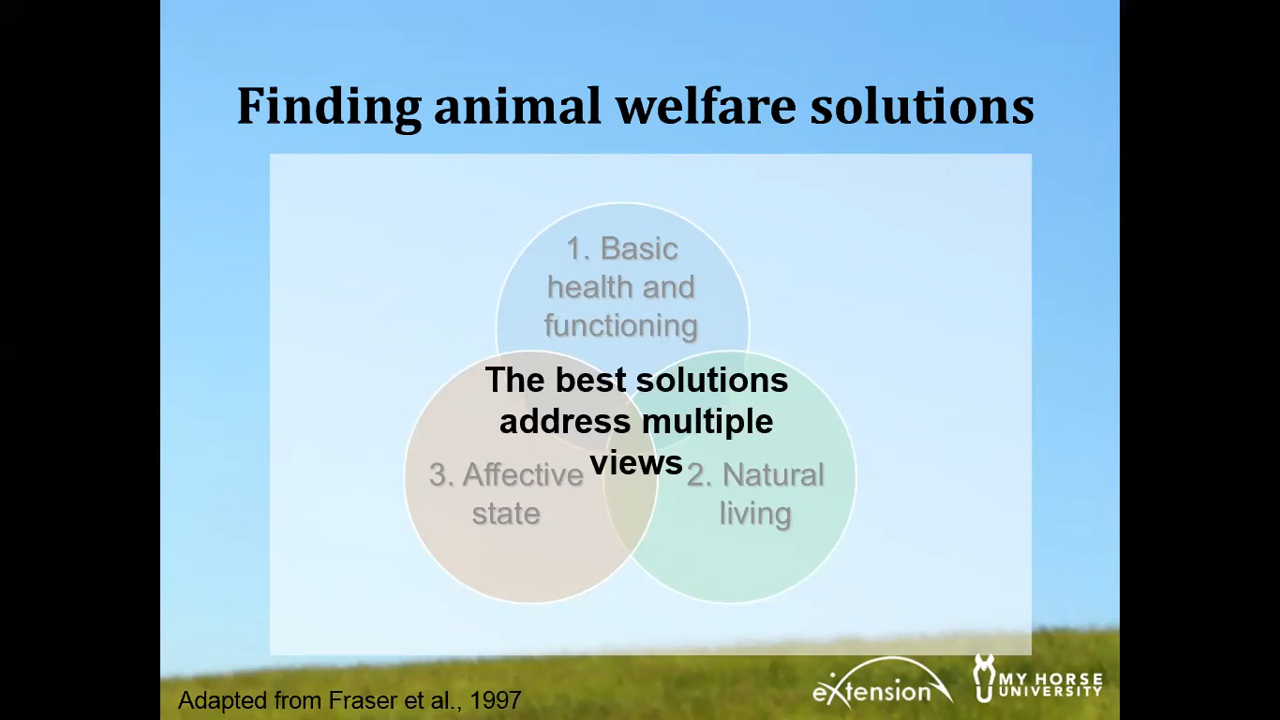 Finding animal welfare solutions
1. Basic
health and
functioning
The best solutions
address multiple
views
3. Affective
state
2. Natural
living
Adapted from Fraser et al., 1997
eXtension
MY HORSE
UNIVERSITY